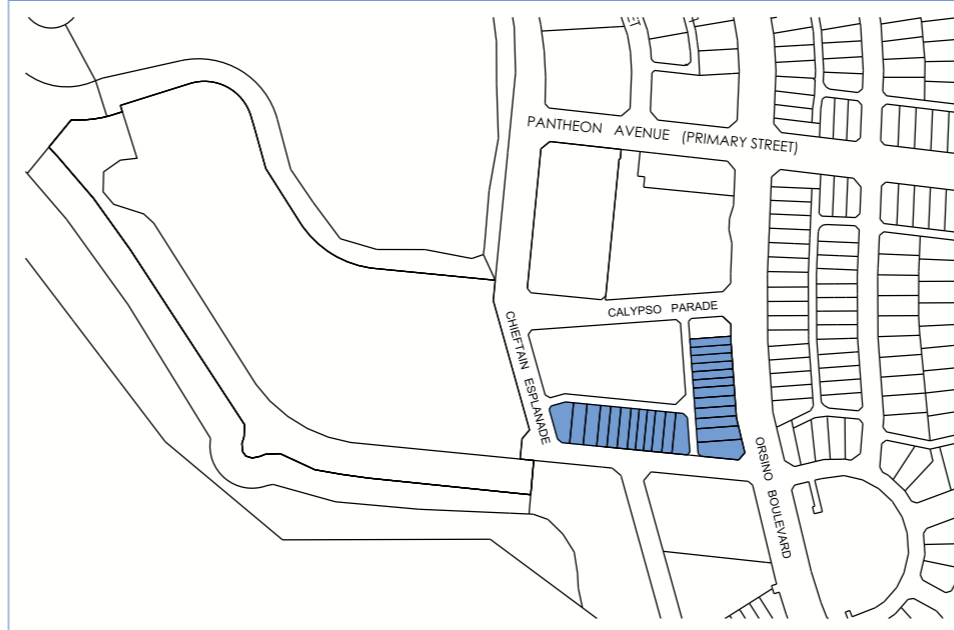 PANTHEON AVENUE (PRIMARY STREET)
CALYPSO PARADE
CHIEFTAIN ESPLANADE
ORSINO BOULEVARD